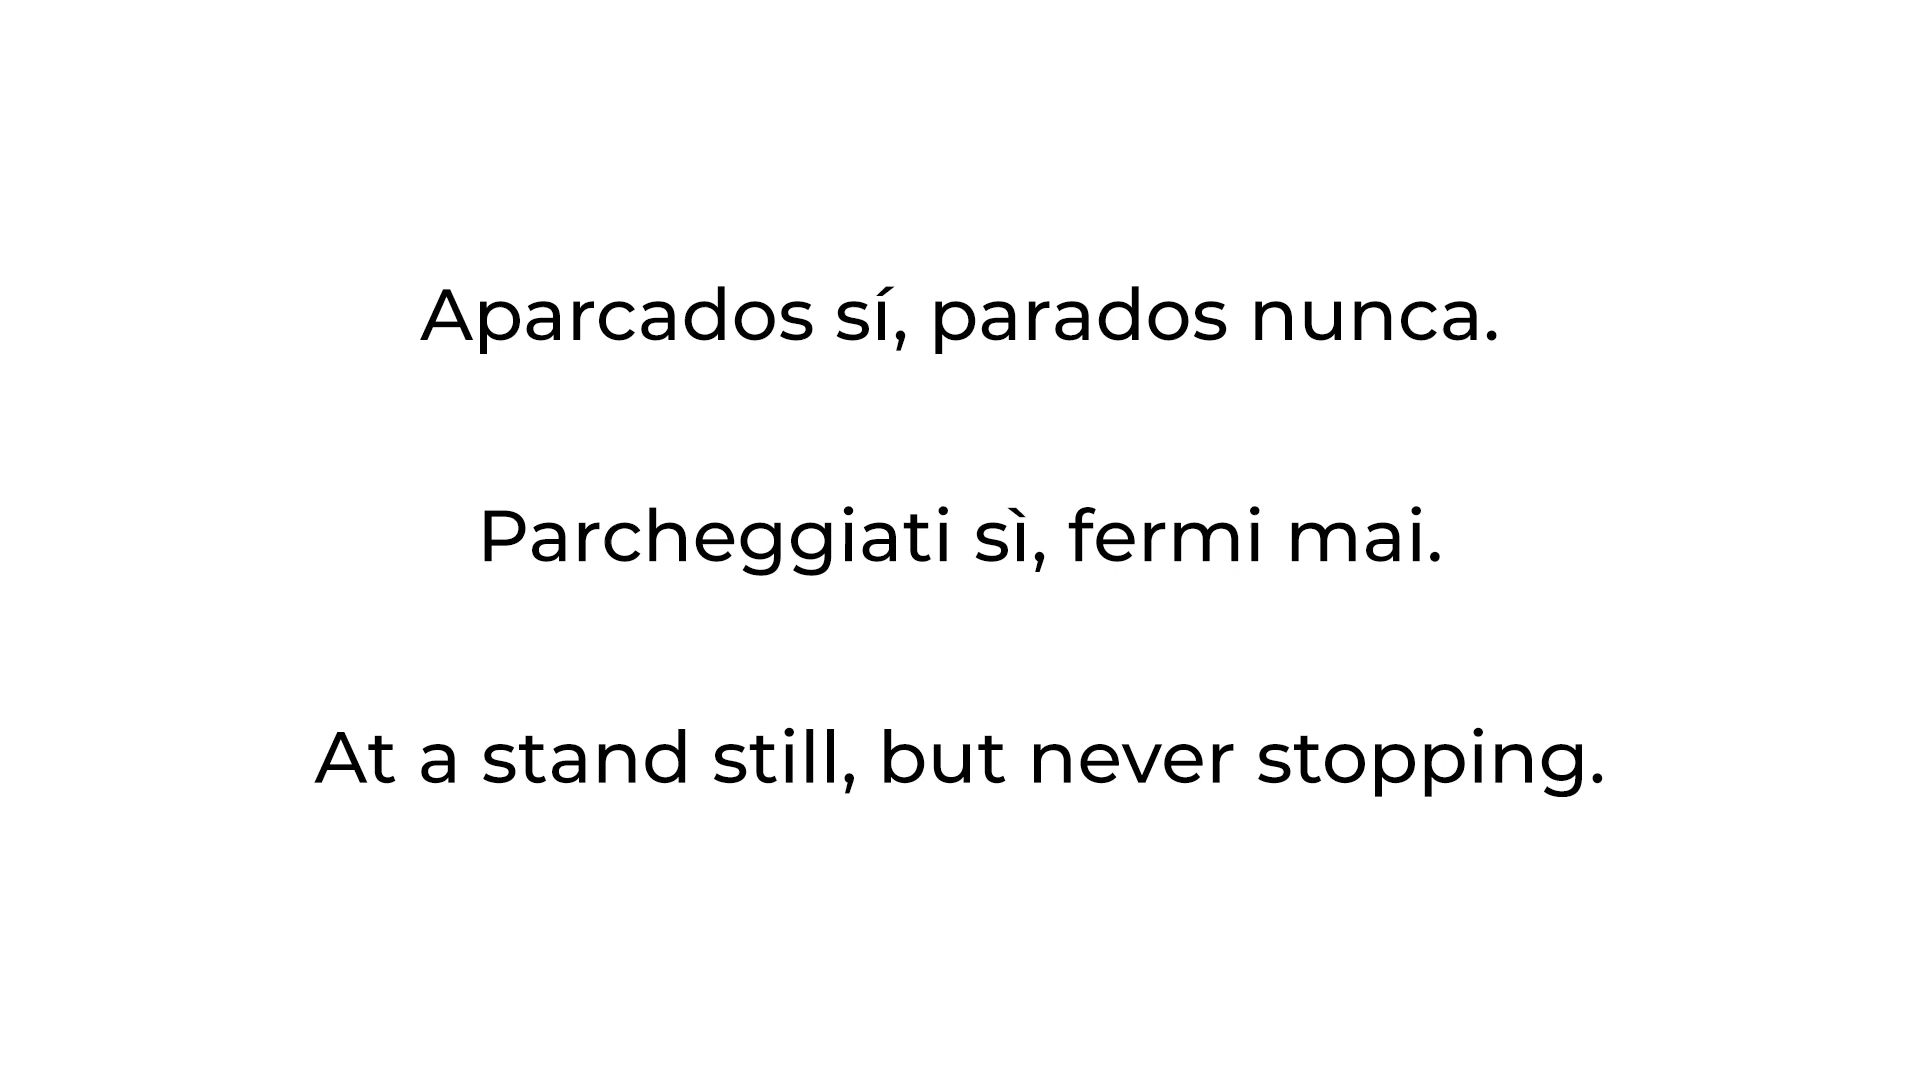 Aparcados sí, parados nunca.
Parcheggiati sì, fermi mai.
At a stand still, but never stopping.